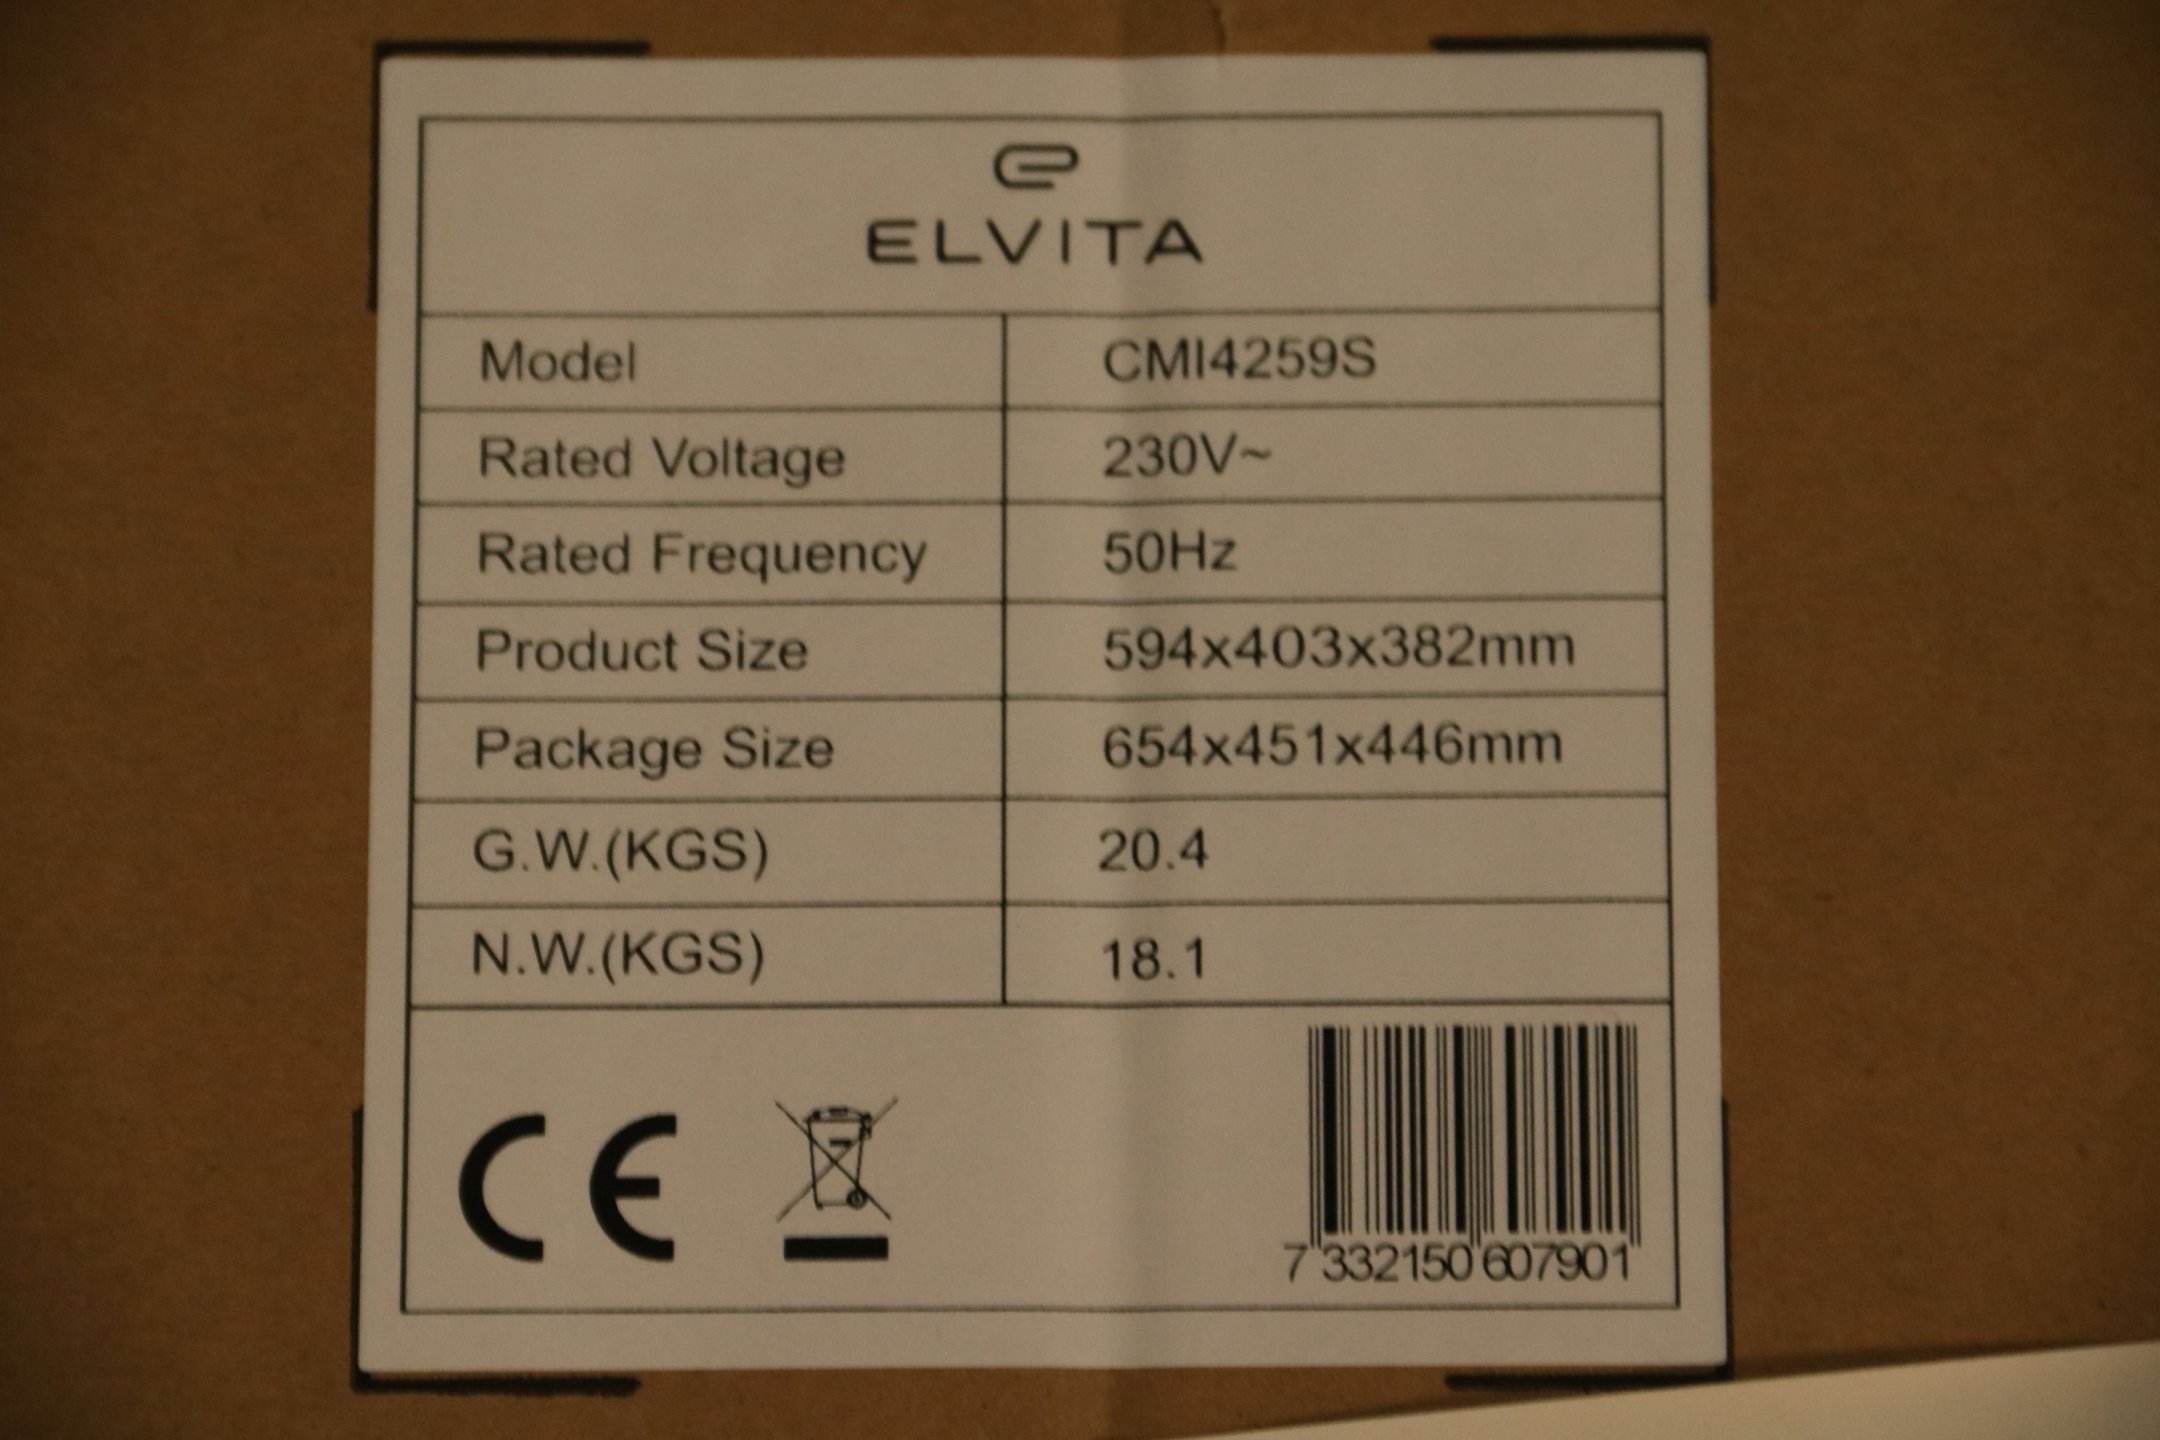 ELVITA
Model CMI4259S
Rated Voltage 230V~
Rated Frequency 50Hz
Product Size 594x403x382mm
Package Size 654x451x446mm
G.W.(KGS) 20.4
N.W.(KGS) 18.1
CE
7 332150 607901